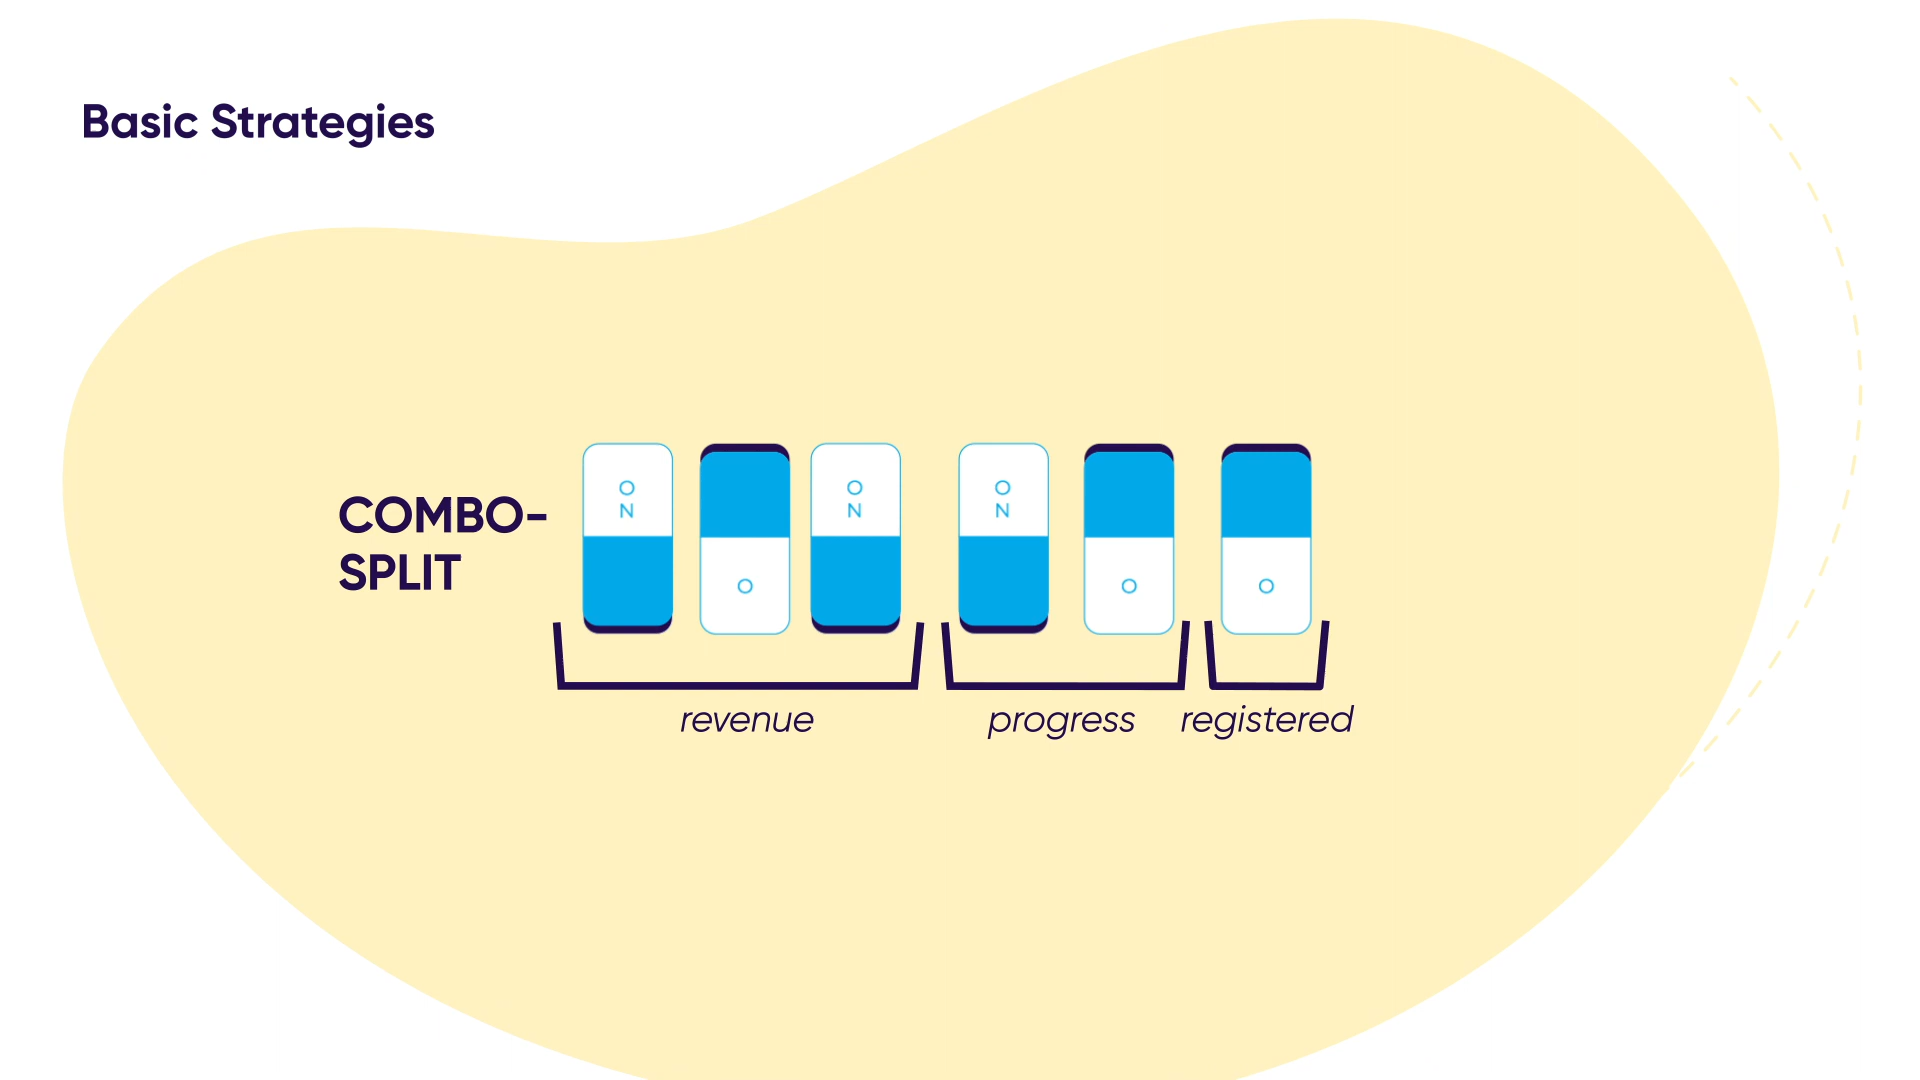 Basic Strategies
COMBO-
SPLIT
O
N
O
O
N
O
N
O
O
revenue
progress
registered